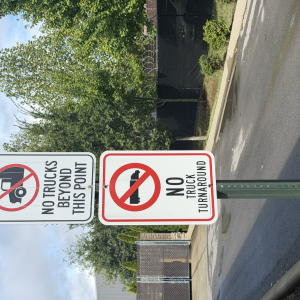 NO TRUCKS
BEYOND
THIS POINT
NO
TRUCK
TURNAROUND